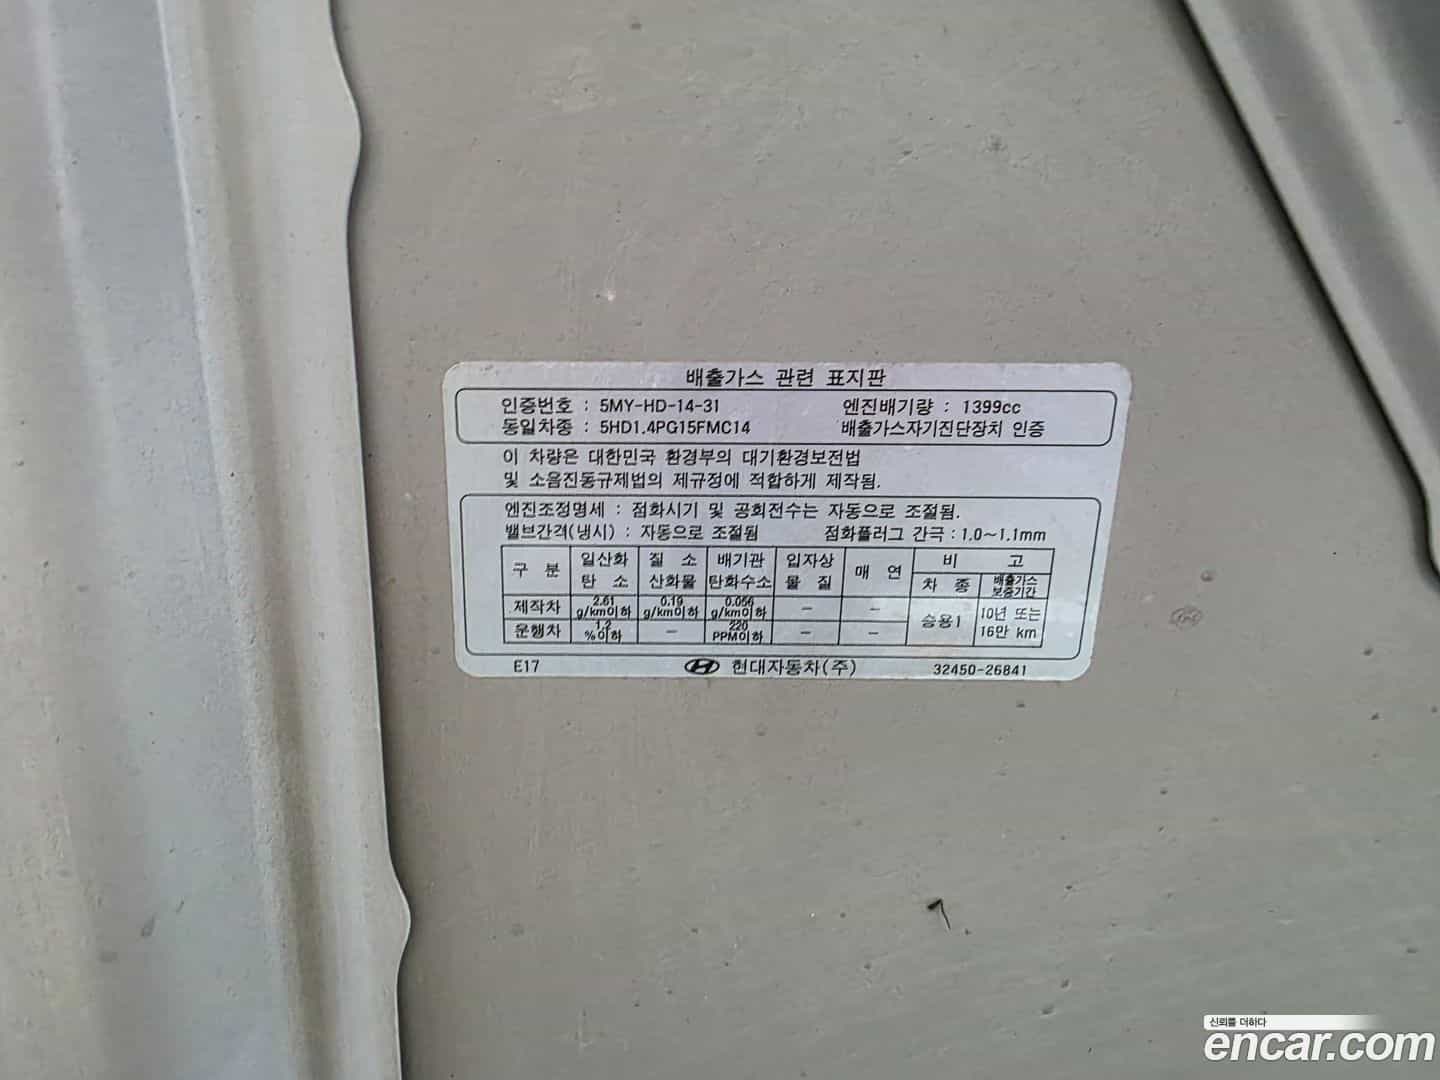 배출가스 관련 표지판
인증번호 : 5MY-HD-14-31 엔진배기량 : 1399cc
동일차종 : 5HD1.4PG15FMC14 배출가스자기진단장치 인증
이 차량은 대한민국 환경부의 대기환경보전법
및 소음진동규제법의 제규정에 적합하게 제작됨.
엔진조정명세 : 점화시기 및 공회전수는 자동으로 조절됨.
밸브간격(냉시) : 자동으로 조절됨 점화플러그 간극 : 1.0~1.1mm
구 분 일산화 탄 소 질 소 산화물 배기관 탄화수소 입자상 물 질 매 연 비 고
차 종 배출가스 보증기간
제작차 2.61 g/km이하 0.19 g/km이하 0.056 g/km이하 - - 승용1 10년 또는 16만 km
운행차 1.2 %이하 - 220 PPM이하 - -
E17 현대자동차(주) 32450-26841
신뢰를 더하다
encar.com